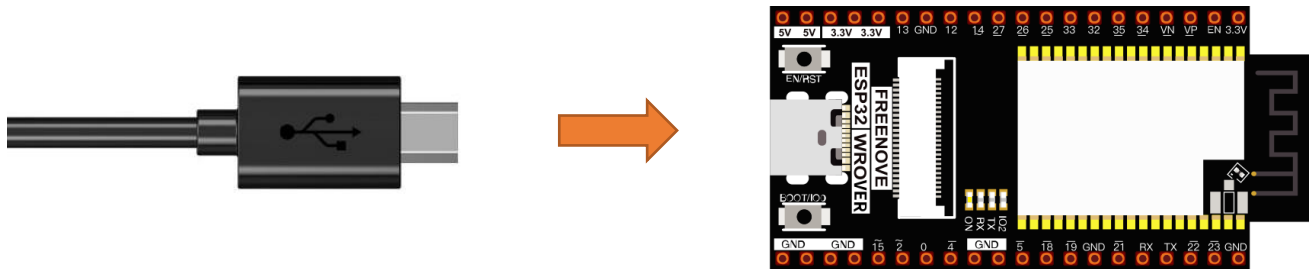 5V 5V 3.3V 3.3V 13 GND 12 14 27 26 25 33 32 35 34 VN VP EN 3.3V
EN/RST
ESP32 WROVER
FREENOVE
BOOT/IO0
ON RX TX IO2
GND GND 15 2 0 4 GND 5 18 19 GND 21 RX TX 22 23 GND